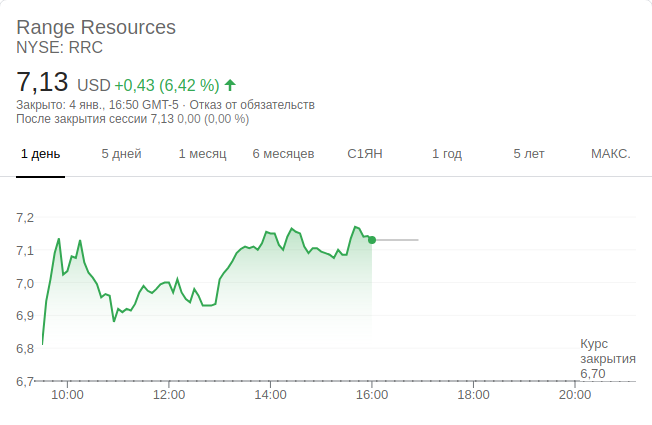 Range Resources
NYSE: RRC
7,13 USD +0,43 (6,42 %)
Закрыто: 4 янв., 16:50 GMT-5 · Отказ от обязательств
После закрытия сессии 7,13 0,00 (0,00 %)
1 день 5 дней 1 месяц 6 месяцев С1ЯН 1 год 5 лет МАКС.
7,2
7,1
7,0
6,9
6,8
6,7
Курс
закрытия
6,70
10:00 12:00 14:00 16:00 18:00 20:00